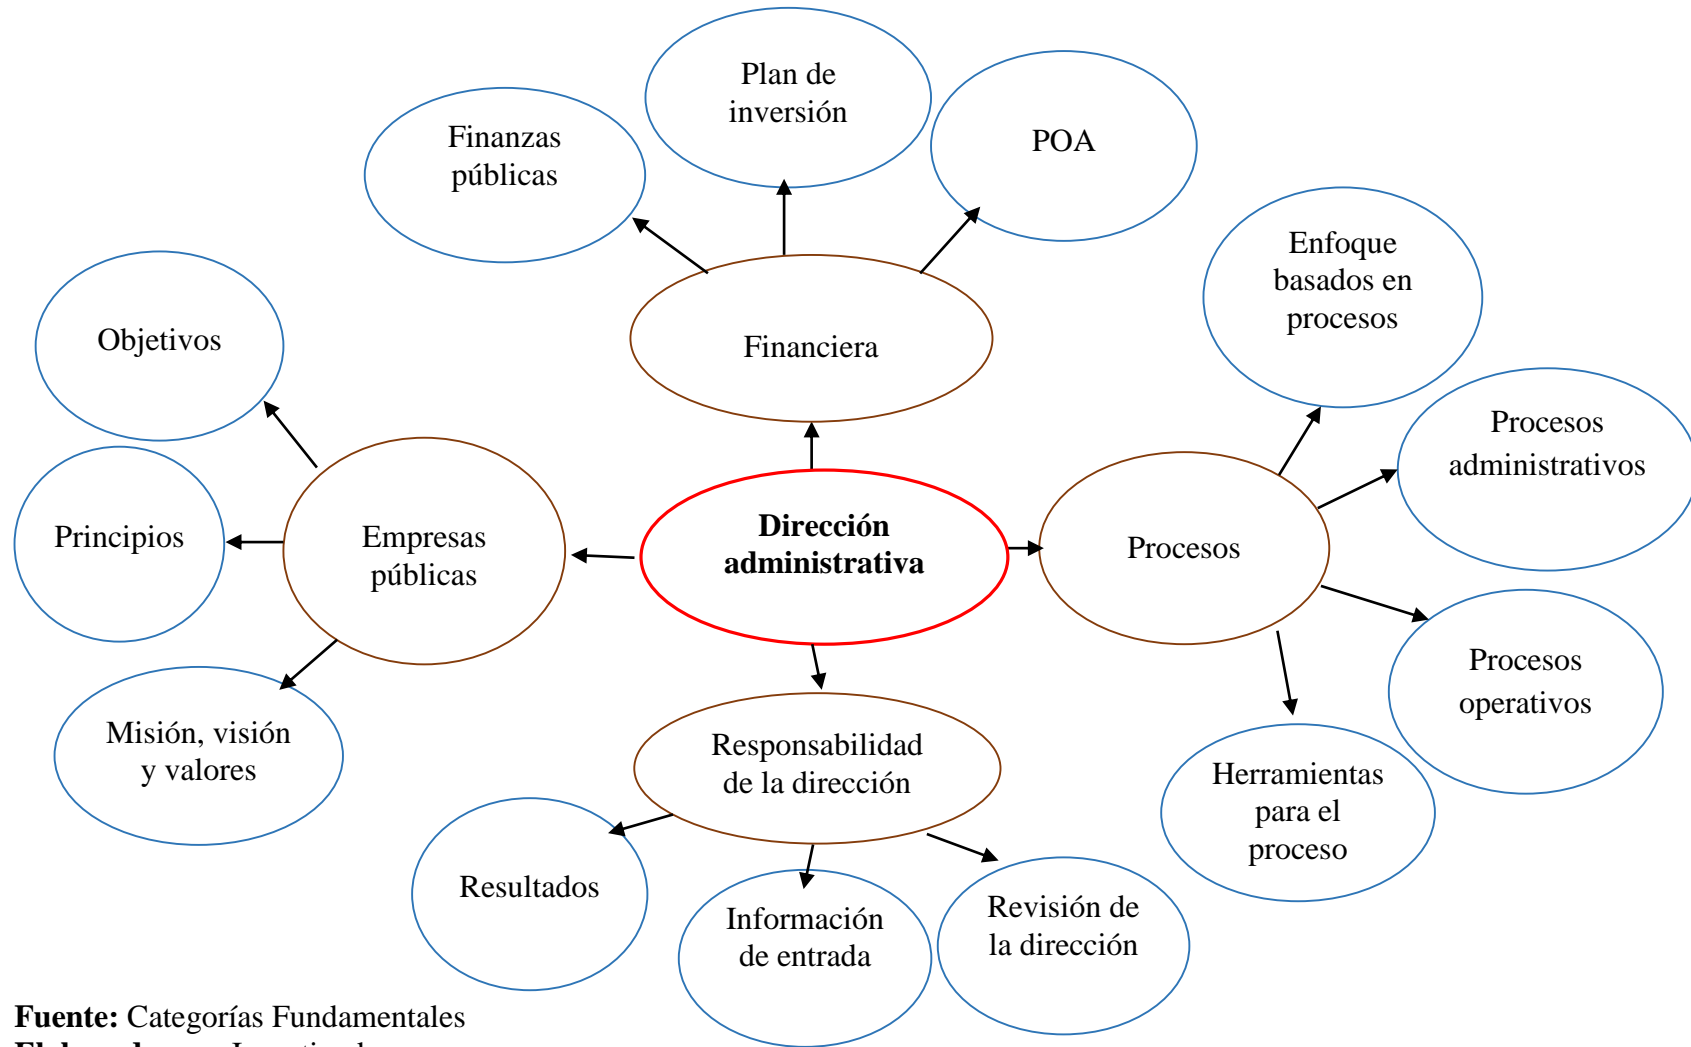 Plan de
inversión
Finanzas
públicas
POA
Enfoque
basados en
procesos
Objetivos
Financiera
Procesos
administrativos
Principios
Empresas
públicas
Dirección
administrativa
Procesos
Procesos
operativos
Misión, visión
y valores
Responsabilidad
de la dirección
Herramientas
para el
proceso
Resultados
Información
de entrada
Revisión de
la dirección
Fuente: Categorías Fundamentales